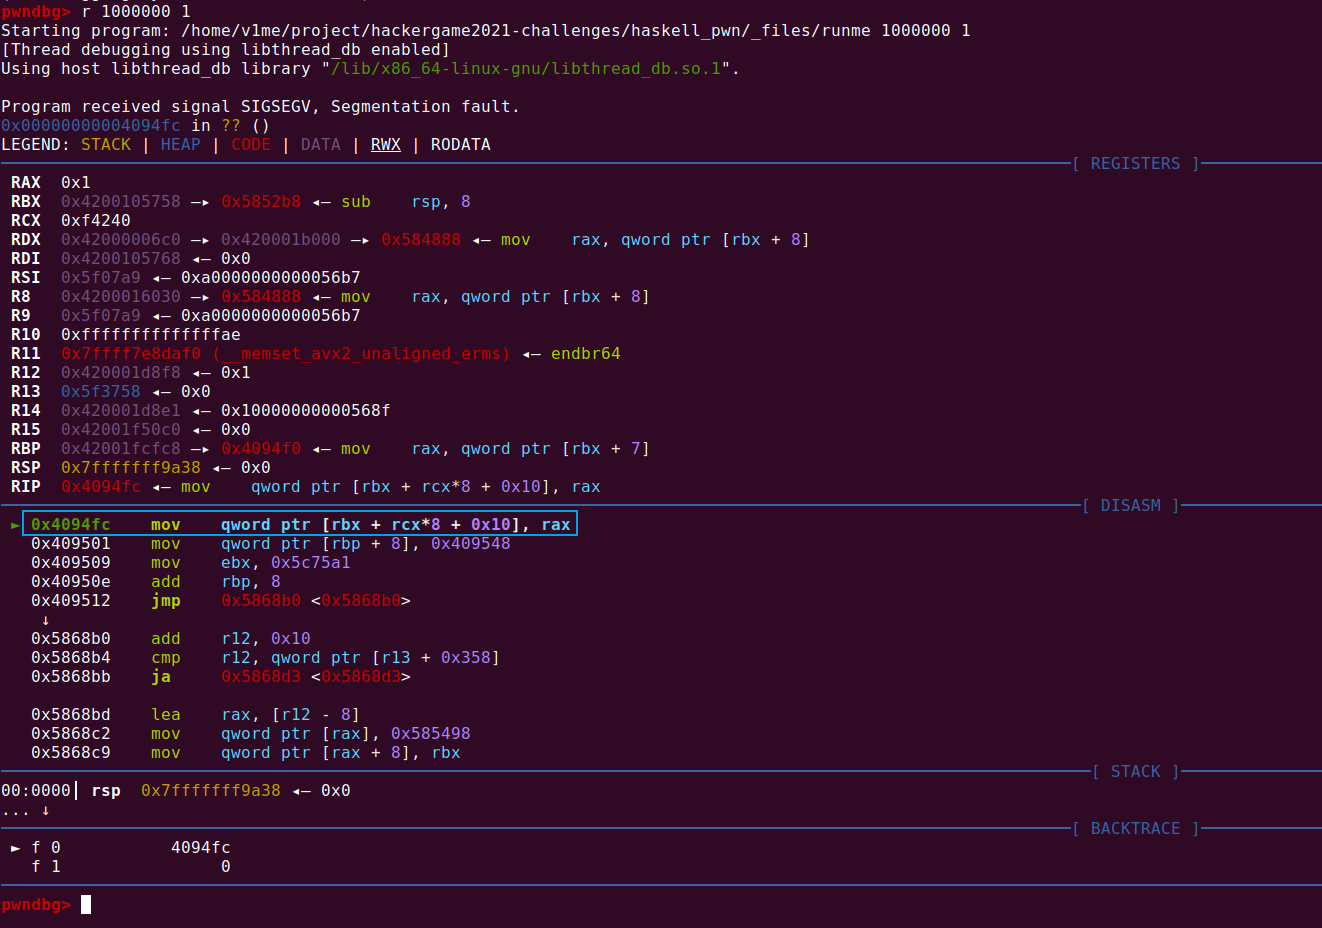 pwndbg> r 1000000 1
Starting program: /home/v1me/project/hackergame2021-challenges/haskell_pwn/_files/runme 1000000 1
[Thread debugging using libthread_db enabled]
Using host libthread_db library "/lib/x86_64-linux-gnu/libthread_db.so.1".
Program received signal SIGSEGV, Segmentation fault.
0x00000000004094fc in ?? ()
LEGEND: STACK | HEAP | CODE | DATA | RWX | RODATA
[ REGISTERS ]
RAX 0x1
RBX 0x4200105758 —▸ 0x5852b8 ◂— sub rsp, 8
RCX 0xf4240
RDX 0x42000006c0 —▸ 0x420001b000 —▸ 0x584888 ◂— mov rax, qword ptr [rbx + 8]
RDI 0x4200105768 ◂— 0x0
RSI 0x5f07a9 ◂— 0xa0000000000056b7
R8 0x4200016030 —▸ 0x584888 ◂— mov rax, qword ptr [rbx + 8]
R9 0x5f07a9 ◂— 0xa0000000000056b7
R10 0xffffffffffffffae
R11 0x7ffff7e8daf0 (__memset_avx2_unaligned_erms) ◂— endbr64
R12 0x420001d8f8 ◂— 0x1
R13 0x5f3758 ◂— 0x0
R14 0x420001d8e1 ◂— 0x10000000000568f
R15 0x42001f50c0 ◂— 0x0
RBP 0x42001fcfc8 —▸ 0x4094f0 ◂— mov rax, qword ptr [rbx + 7]
RSP 0x7fffffff9a38 ◂— 0x0
RIP 0x4094fc ◂— mov qword ptr [rbx + rcx*8 + 0x10], rax
[ DISASM ]
► 0x4094fc mov qword ptr [rbx + rcx*8 + 0x10], rax
0x409501 mov qword ptr [rbp + 8], 0x409548
0x409509 mov ebx, 0x5c75a1
0x40950e add rbp, 8
0x409512 jmp 0x5868b0 <0x5868b0>
↓
0x5868b0 add r12, 0x10
0x5868b4 cmp r12, qword ptr [r13 + 0x358]
0x5868bb ja 0x5868d3 <0x5868d3>
0x5868bd lea rax, [r12 - 8]
0x5868c2 mov qword ptr [rax], 0x585498
0x5868c9 mov qword ptr [rax + 8], rbx
[ STACK ]
00:0000│ rsp 0x7fffffff9a38 ◂— 0x0
... ↓
[ BACKTRACE ]
► f 0 4094fc
f 1 0
pwndbg>